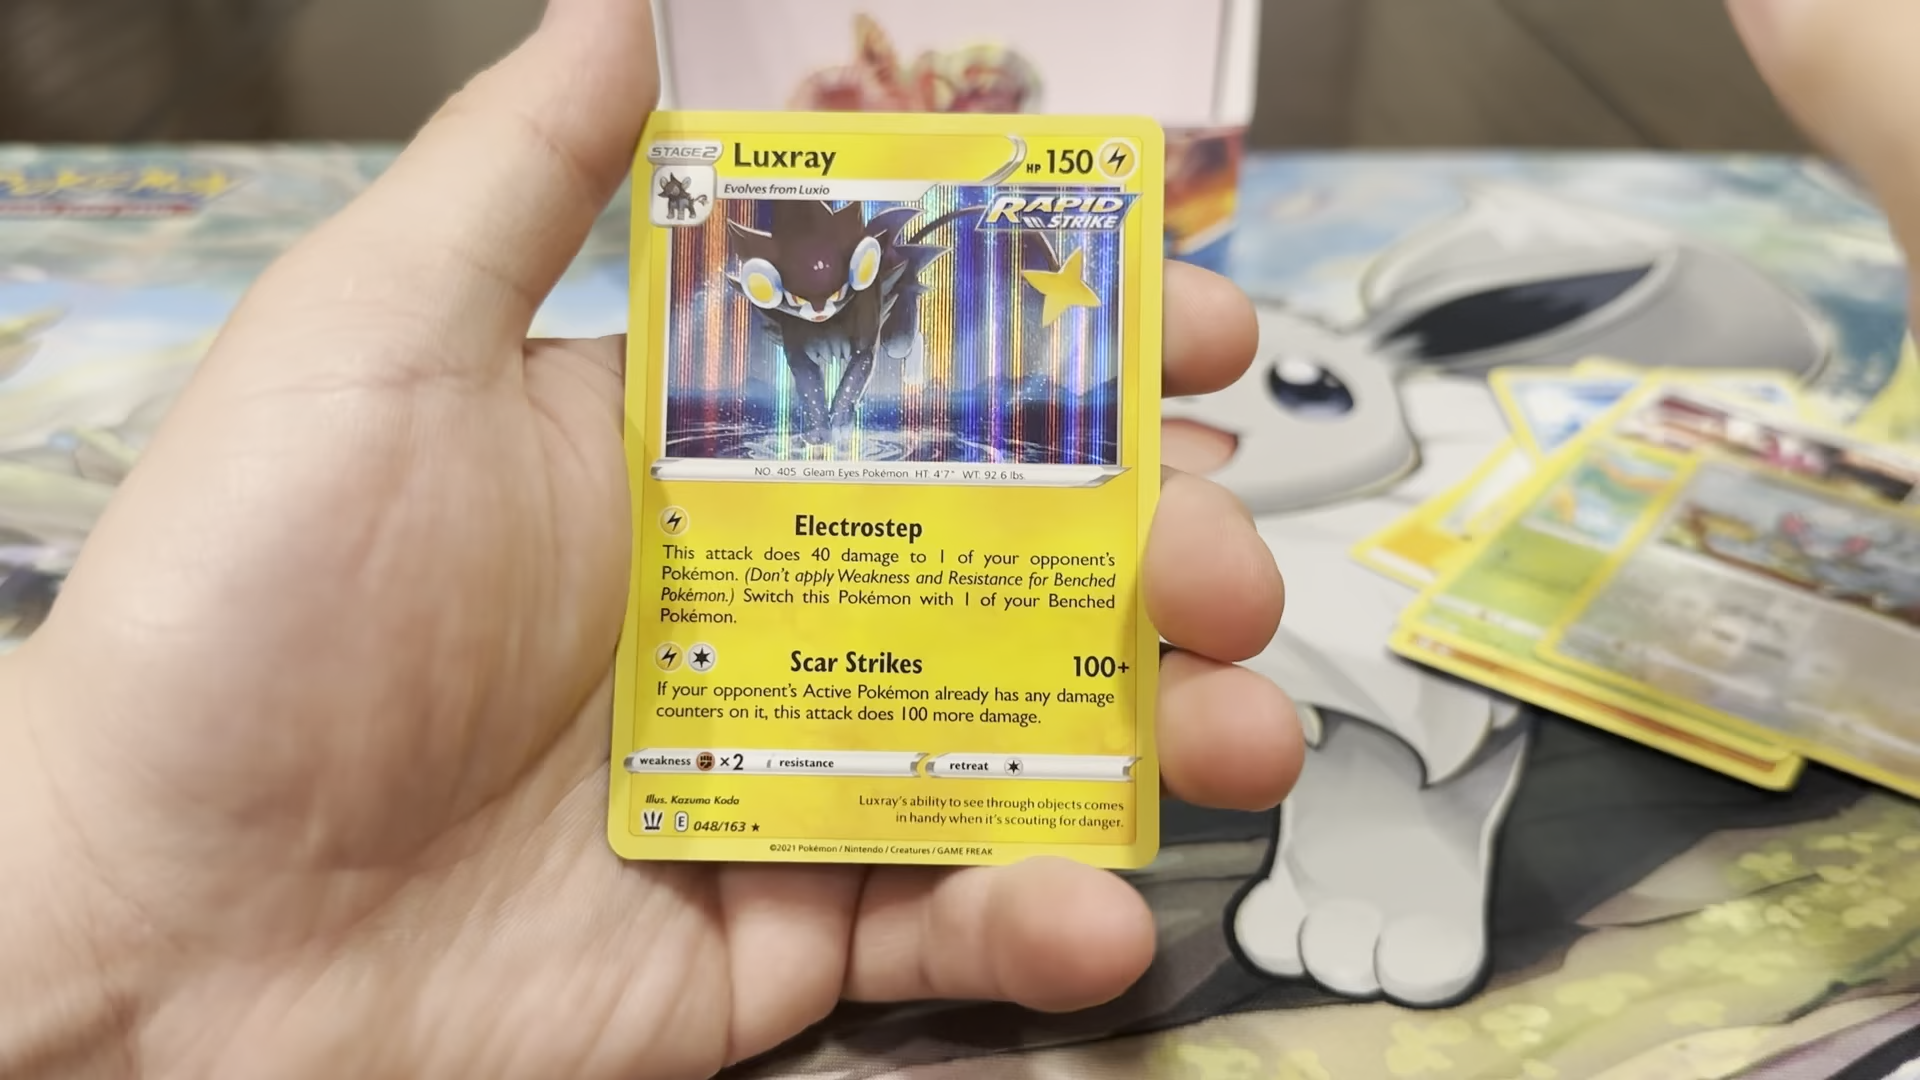 Pokémon
STAGE2
Luxray
HP 150
Evolves from Luxio
RAPID
STRIKE
NO. 405 Gleam Eyes Pokémon HT: 4'7" WT: 92.6 lbs.
Electrostep
This attack does 40 damage to 1 of your opponent's
Pokémon. (Don't apply Weakness and Resistance for Benched
Pokémon.) Switch this Pokémon with 1 of your Benched
Pokémon.
Scar Strikes 100+
If your opponent's Active Pokémon already has any damage
counters on it, this attack does 100 more damage.
weakness ×2 resistance retreat
Illus. Kazuma Koda
Luxray's ability to see through objects comes
in handy when it's scouting for danger.
E 048/163 ★
©2021 Pokémon / Nintendo / Creatures / GAME FREAK